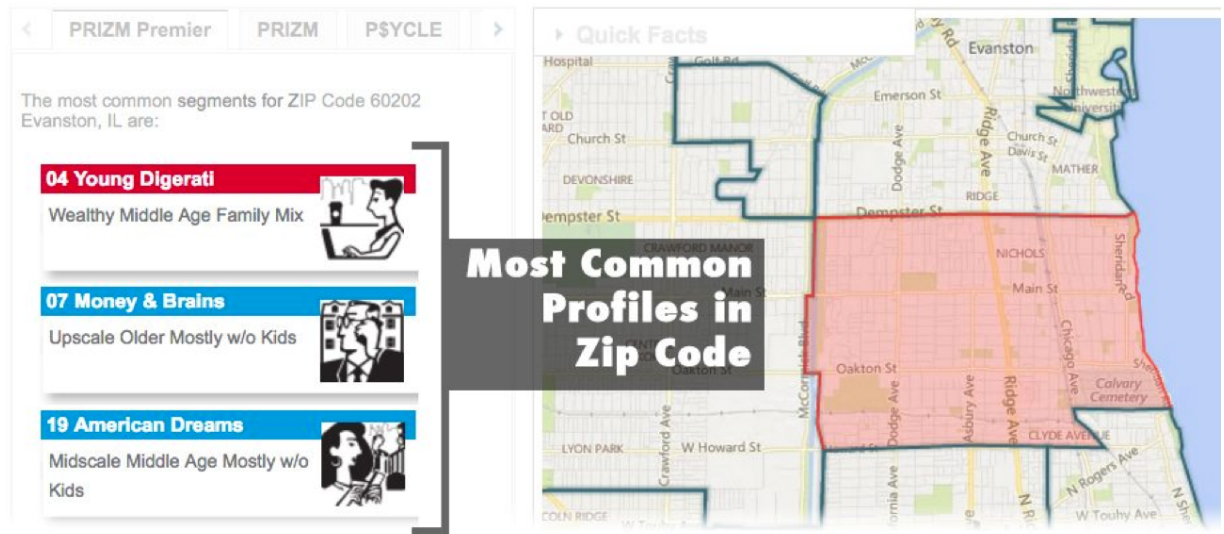 PRIZM Premier
PRIZM
P$YCLE
The most common segments for ZIP Code 60202
Evanston, IL are:
04 Young Digerati
Wealthy Middle Age Family Mix
07 Money & Brains
Upscale Older Mostly w/o Kids
19 American Dreams
Midscale Middle Age Mostly w/o
Kids
Most Common
Profiles in
Zip Code
Quick Facts
Hospital
Golf Rd
Evanston
Emerson St
Northwestern
University
Church St
Church St
Davis St
Ridge Ave
Dodge Ave
MATHER
DEVONSHIRE
RIDGE
Dempster St
Dempster St
CRAWFORD MANOR
NICHOLS
Sheridan Rd
Main St
Main St
McCormick Blvd
Chicago Ave
Oakton St
Oakton St
Calvary
Cemetery
Dodge Ave
Asbury Ave
Ridge Ave
CLYDE AVENUE
LYON PARK
W Howard St
Crawford Ave
N Rogers Ave
W Touhy Ave